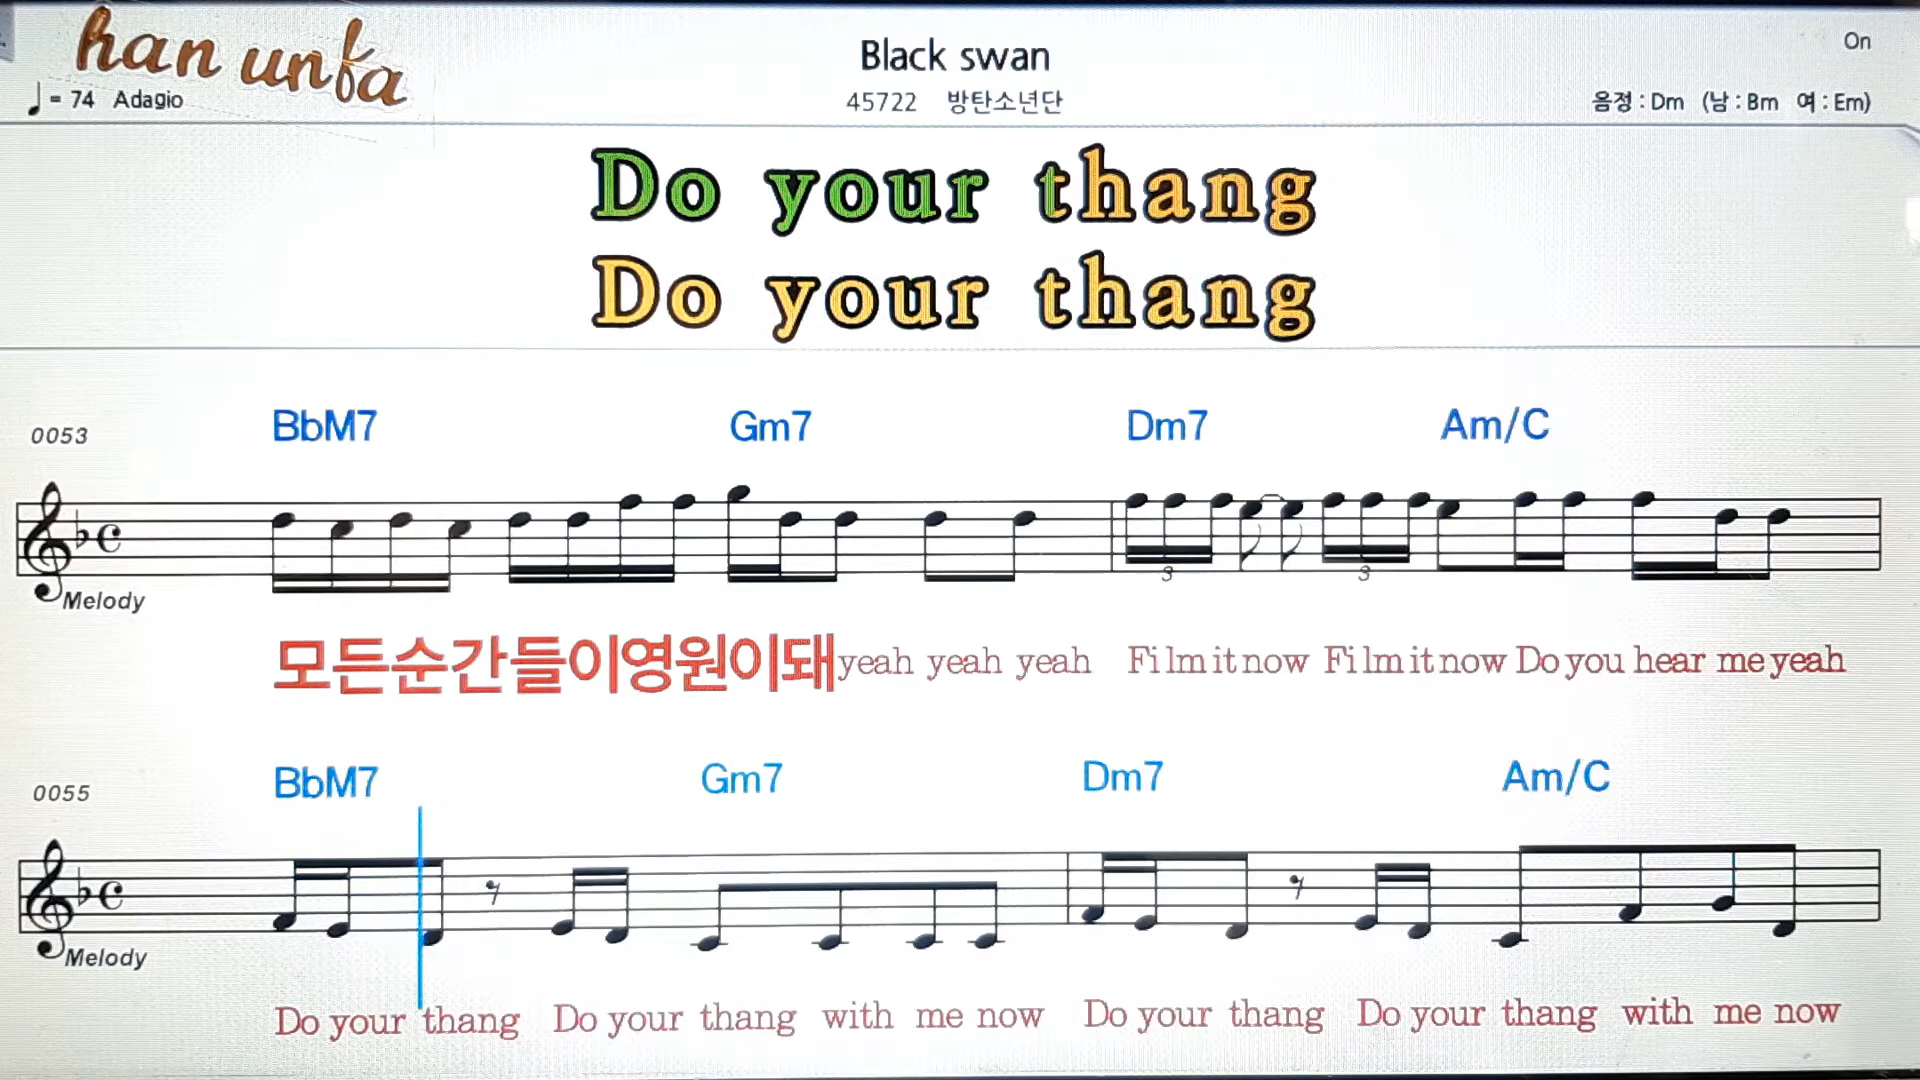 han unfa
Black swan
On
♩= 74 Adagio
45722 방탄소년단
음정 : Dm (남 : Bm 여 : Em)
Do your thang
Do your thang
0053 BbM7 Gm7 Dm7 Am/C
3 3
Melody
모든순간들이영원이돼yeah yeah yeah Film it now Film it now Do you hear me yeah
0055 BbM7 Gm7 Dm7 Am/C
Melody
Do your thang Do your thang with me now Do your thang Do your thang with me now